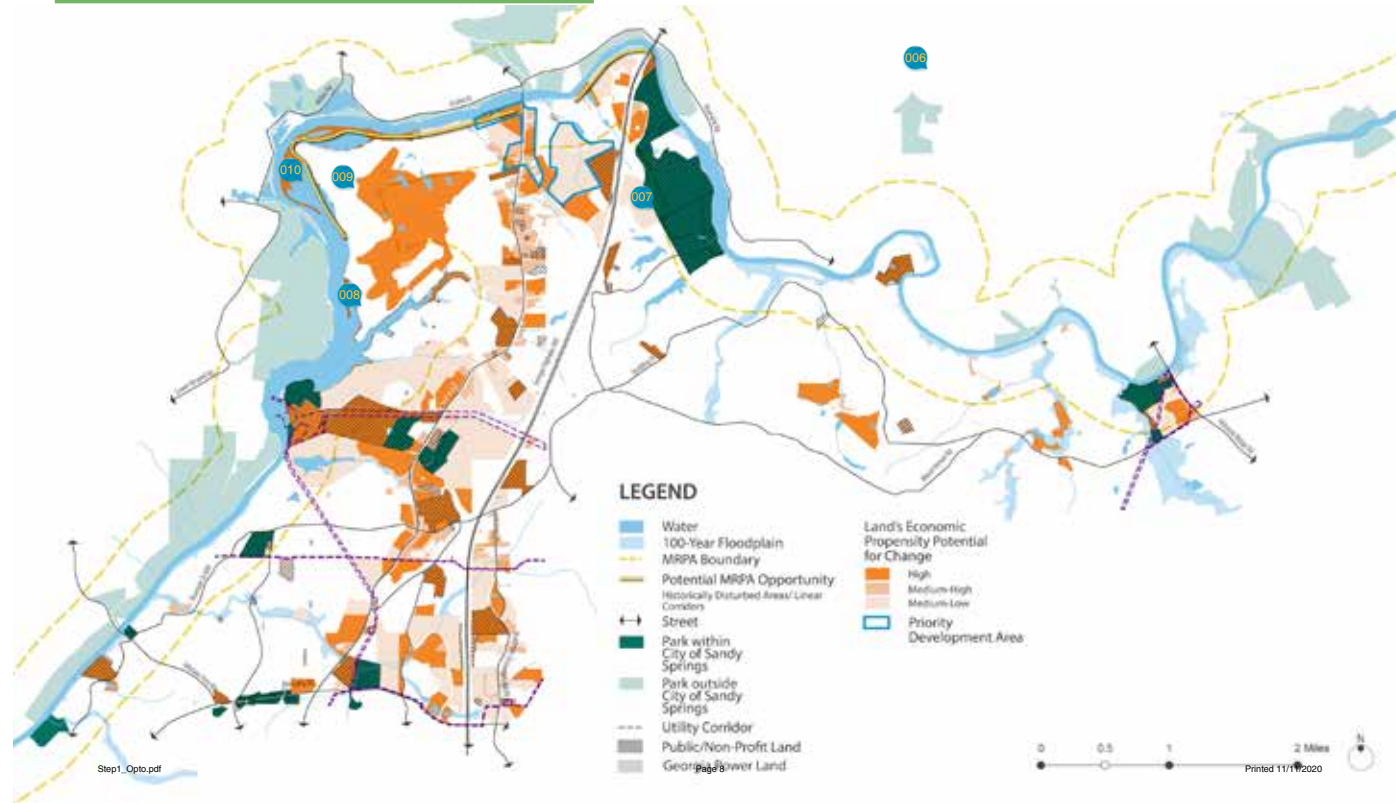 006
010
009
007
008
LEGEND
Water
100-Year Floodplain
MRPA Boundary
Potential MRPA Opportunity
Historically Disturbed Areas/ Linear
Corridors
Street
Park within
City of Sandy
Springs
Park outside
City of Sandy
Springs
Utility Corridor
Public/Non-Profit Land
Georgia Power Land
Land's Economic
Propensity Potential
for Change
High
Medium-High
Medium-Low
Priority
Development Area
0 0.5 1 2 Miles
N
Step1_Opto.pdf
Page 8
Printed 11/11/2020